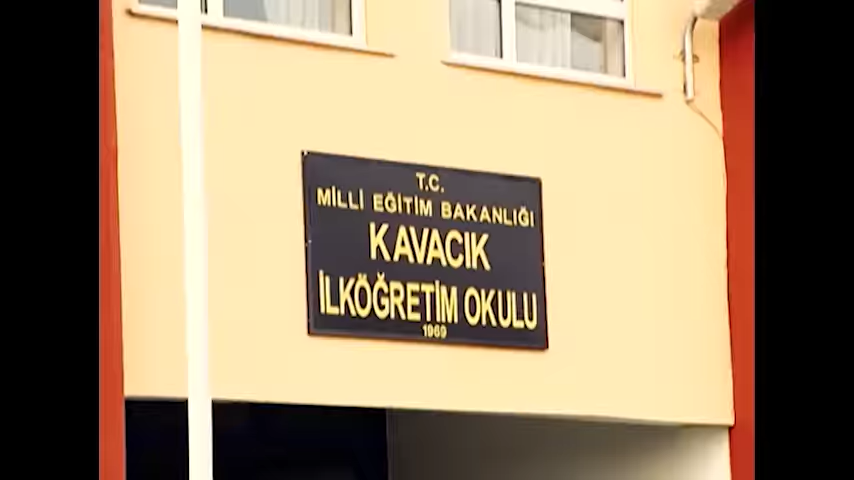 T.C.
MİLLİ EĞİTİM BAKANLIĞI
KAVACIK
İLKÖĞRETİM OKULU
1969